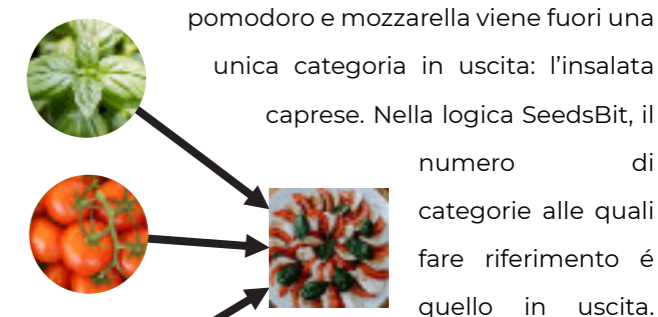 pomodoro e mozzarella viene fuori una
unica categoria in uscita: l’insalata
caprese. Nella logica SeedsBit, il
numero di
categorie alle quali
fare riferimento é
quello in uscita.